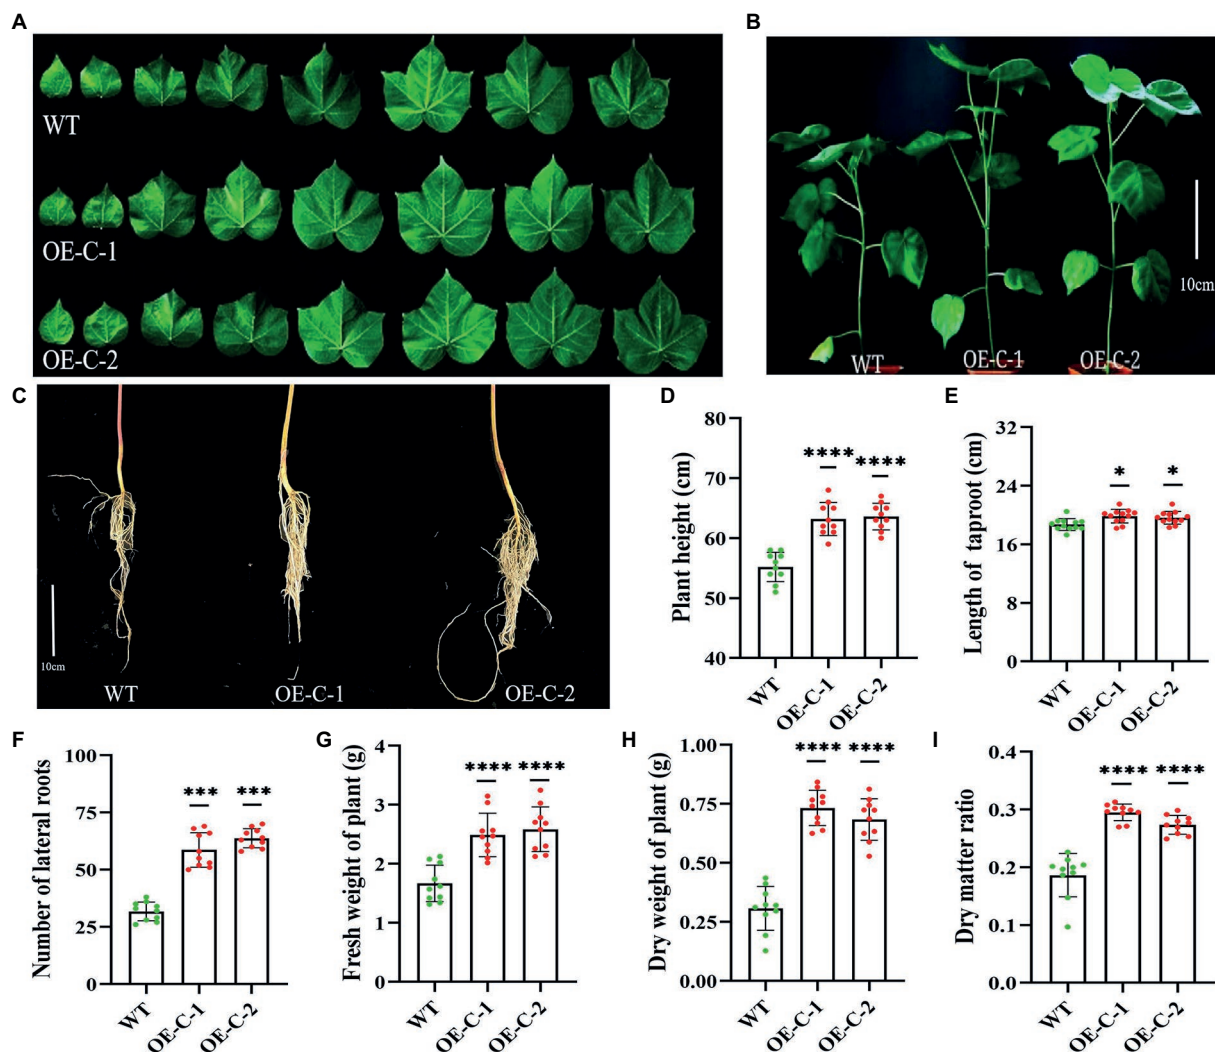 A
WT
OE-C-1
OE-C-2
B
10cm
WT
OE-C-1
OE-C-2
C
10cm
WT
OE-C-1
OE-C-2
D
Plant height (cm)
80
70
60
50
40
****
****
WT
OE-C-1
OE-C-2
E
Length of taproot (cm)
32
24
16
8
0
*
*
WT
OE-C-1
OE-C-2
F
Number of lateral roots
100
75
50
25
0
***
***
WT
OE-C-1
OE-C-2
G
Fresh weight of plant (g)
4
3
2
1
0
****
****
WT
OE-C-1
OE-C-2
H
Dry weight of plant (g)
1.00
0.75
0.50
0.25
0.00
****
****
WT
OE-C-1
OE-C-2
I
Dry matter ratio
0.4
0.3
0.2
0.1
0.0
****
****
WT
OE-C-1
OE-C-2